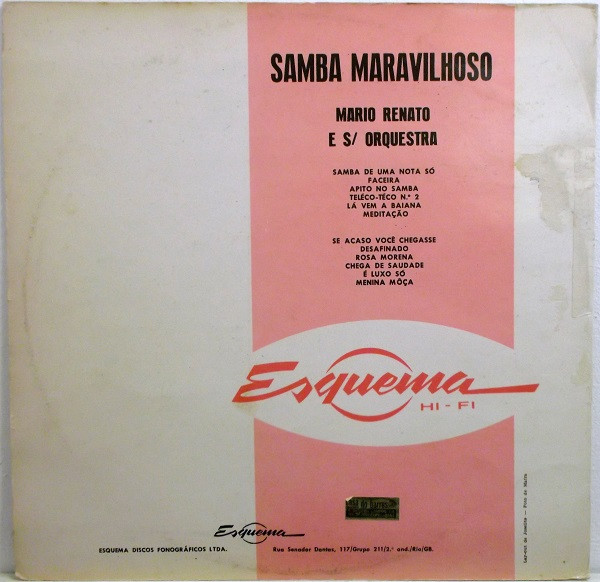 SAMBA MARAVILHOSO
MARIO RENATO
E S/ ORQUESTRA
SAMBA DE UMA NOTA SÓ
FACEIRA
APITO NO SAMBA
TELÉCO-TÉCO N.º 2
LÁ VEM A BAIANA
MEDITAÇÃO
SE ACASO VOCÊ CHEGASSE
DESAFINADO
ROSA MORENA
CHEGA DE SAUDADE
É LUXO SÓ
MENINA MÔÇA
Esquema
HI-FI
Esquema
ESQUEMA DISCOS FONOGRÁFICOS LTDA.
Rua Senador Dantas, 117/Grupo 211/2.º and./Rio/GB.